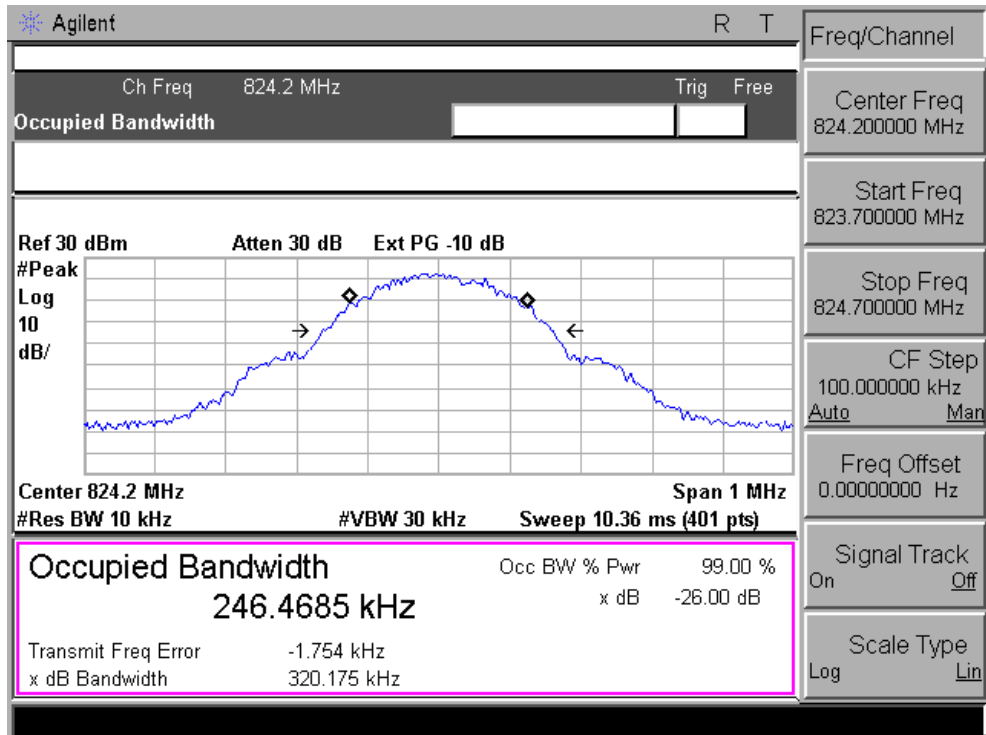 Agilent R T
Ch Freq 824.2 MHz Trig Free
Occupied Bandwidth
Ref 30 dBm Atten 30 dB Ext PG -10 dB
#Peak
Log
10
dB/
Center 824.2 MHz Span 1 MHz
#Res BW 10 kHz #VBW 30 kHz Sweep 10.36 ms (401 pts)
Occupied Bandwidth
246.4685 kHz
Occ BW % Pwr 99.00 %
x dB -26.00 dB
Transmit Freq Error -1.754 kHz
x dB Bandwidth 320.175 kHz
Freq/Channel
Center Freq
824.200000 MHz
Start Freq
823.700000 MHz
Stop Freq
824.700000 MHz
CF Step
100.000000 kHz
Auto Man
Freq Offset
0.00000000 Hz
Signal Track
On Off
Scale Type
Log Lin